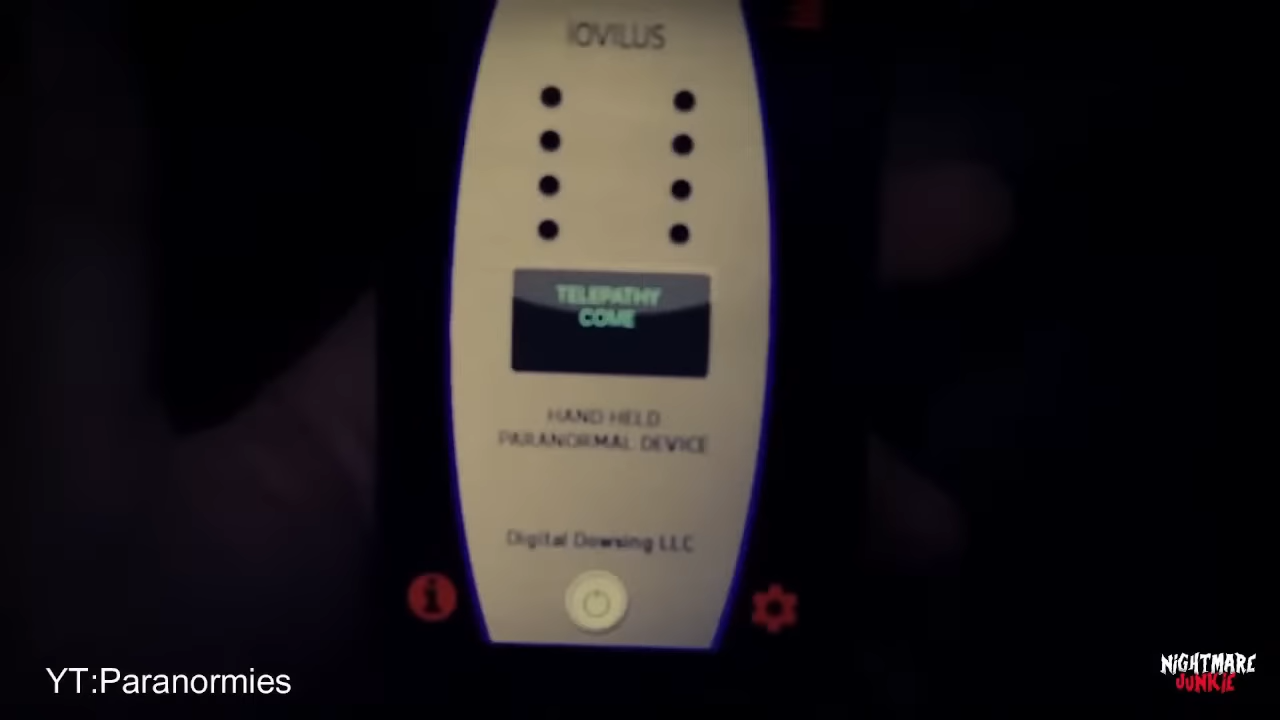 iOVILUS
TELEPATHY
COME
HAND HELD
PARANORMAL DEVICE
Digital Dowsing LLC
i
YT:Paranormies
NIGHTMARE
JUNKIE